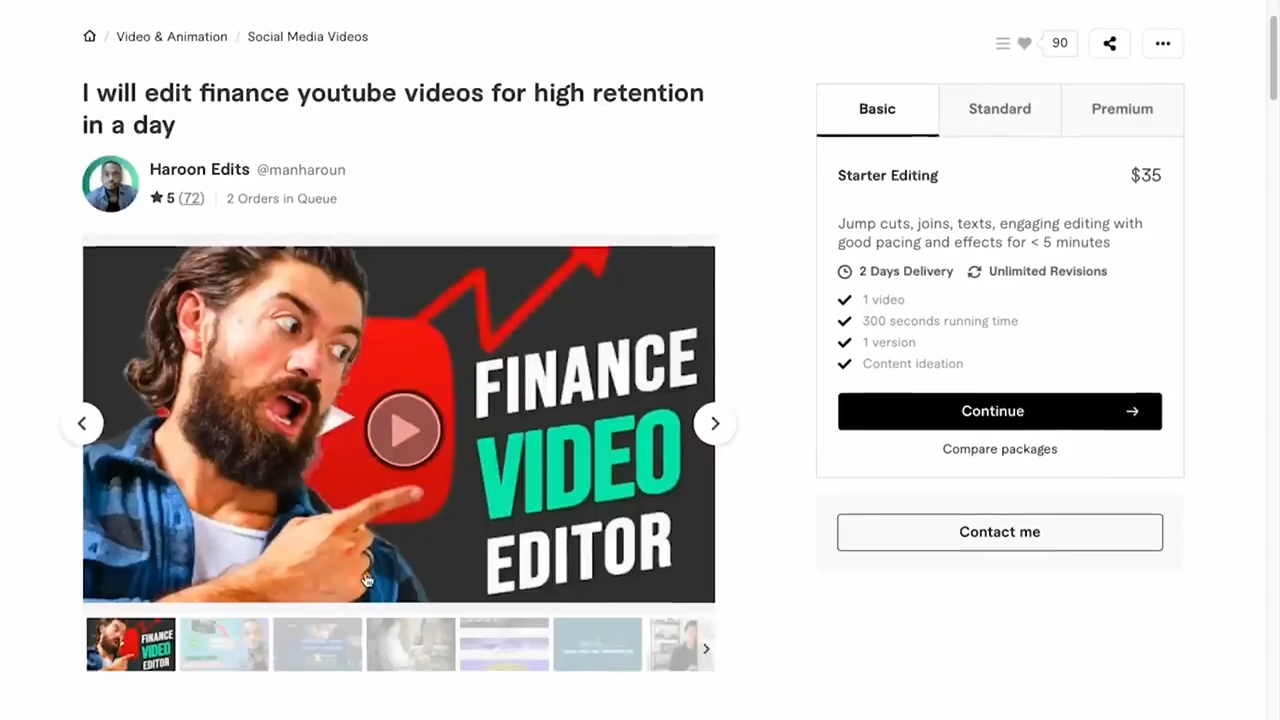 Video & Animation / Social Media Videos
90
I will edit finance youtube videos for high retention
in a day
Haroon Edits @manharoun
5 (72) 2 Orders in Queue
FINANCE
VIDEO
EDITOR
FINANCE
VIDEO
EDITOR
Basic Standard Premium
Starter Editing $35
Jump cuts, joins, texts, engaging editing with
good pacing and effects for < 5 minutes
2 Days Delivery Unlimited Revisions
1 video
300 seconds running time
1 version
Content ideation
Continue
Compare packages
Contact me